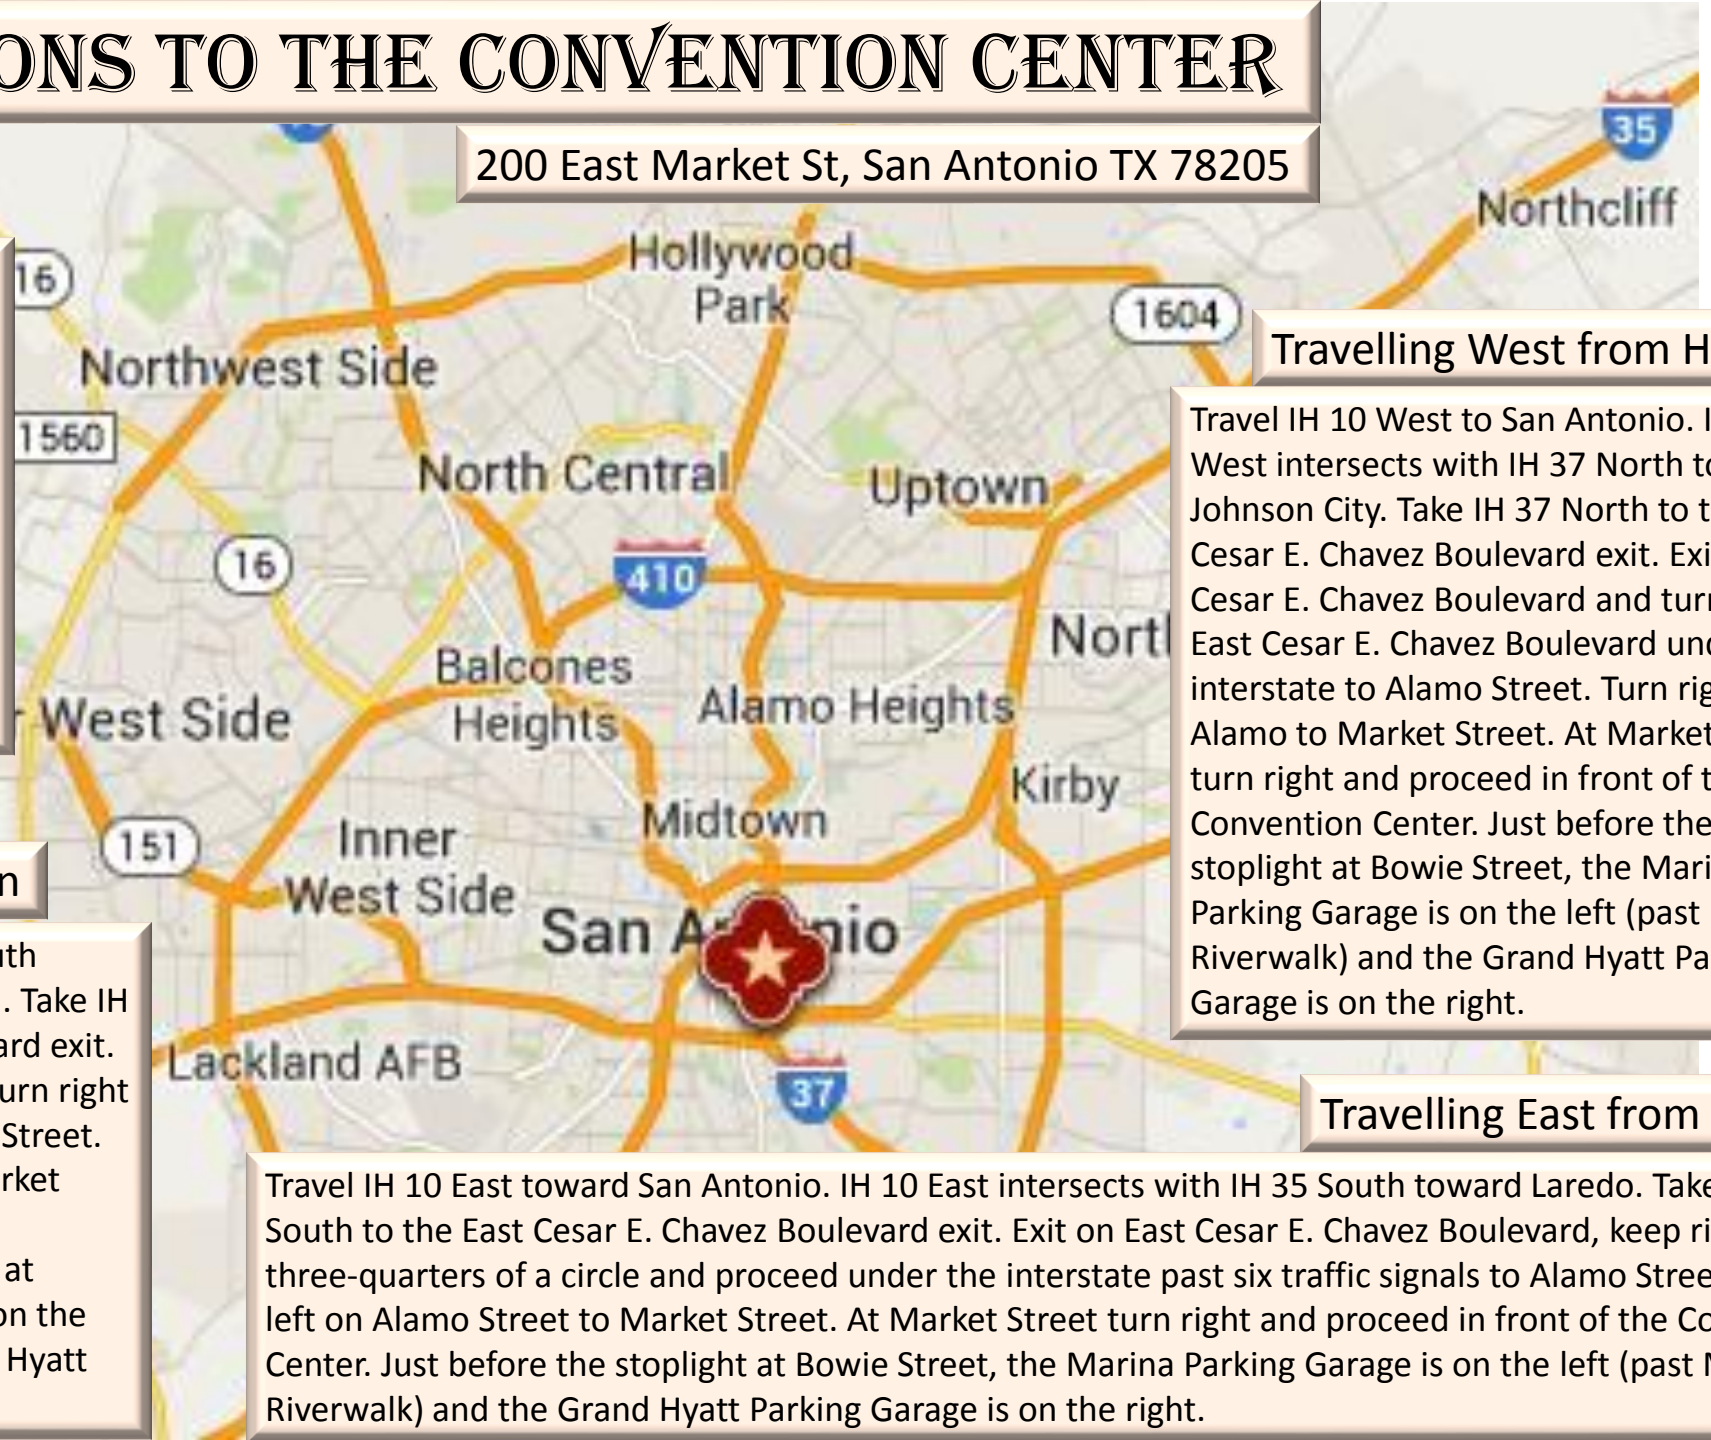 ONS TO THE CONVENTION CENTER
200 East Market St, San Antonio TX 78205
35
Northcliff
16
Hollywood
Park
1604
Northwest Side
1560
North Central
Uptown
16
410
Balcones
Heights
Alamo Heights
West Side
Kirby
Midtown
151
Inner
West Side
San
Lackland AFB
37
Travelling West from H
Travel IH 10 West to San Antonio. I
West intersects with IH 37 North to
Johnson City. Take IH 37 North to t
Cesar E. Chavez Boulevard exit. Exi
Cesar E. Chavez Boulevard and turn
East Cesar E. Chavez Boulevard und
interstate to Alamo Street. Turn rig
Alamo to Market Street. At Market
turn right and proceed in front of t
Convention Center. Just before the
stoplight at Bowie Street, the Mari
Parking Garage is on the left (past
Riverwalk) and the Grand Hyatt Pa
Garage is on the right.
n
uth
. Take IH
ard exit.
urn right
Street.
rket
at
on the
Hyatt
Travelling East from
Travel IH 10 East toward San Antonio. IH 10 East intersects with IH 35 South toward Laredo. Take
South to the East Cesar E. Chavez Boulevard exit. Exit on East Cesar E. Chavez Boulevard, keep ri
three-quarters of a circle and proceed under the interstate past six traffic signals to Alamo Stree
left on Alamo Street to Market Street. At Market Street turn right and proceed in front of the Co
Center. Just before the stoplight at Bowie Street, the Marina Parking Garage is on the left (past
Riverwalk) and the Grand Hyatt Parking Garage is on the right.